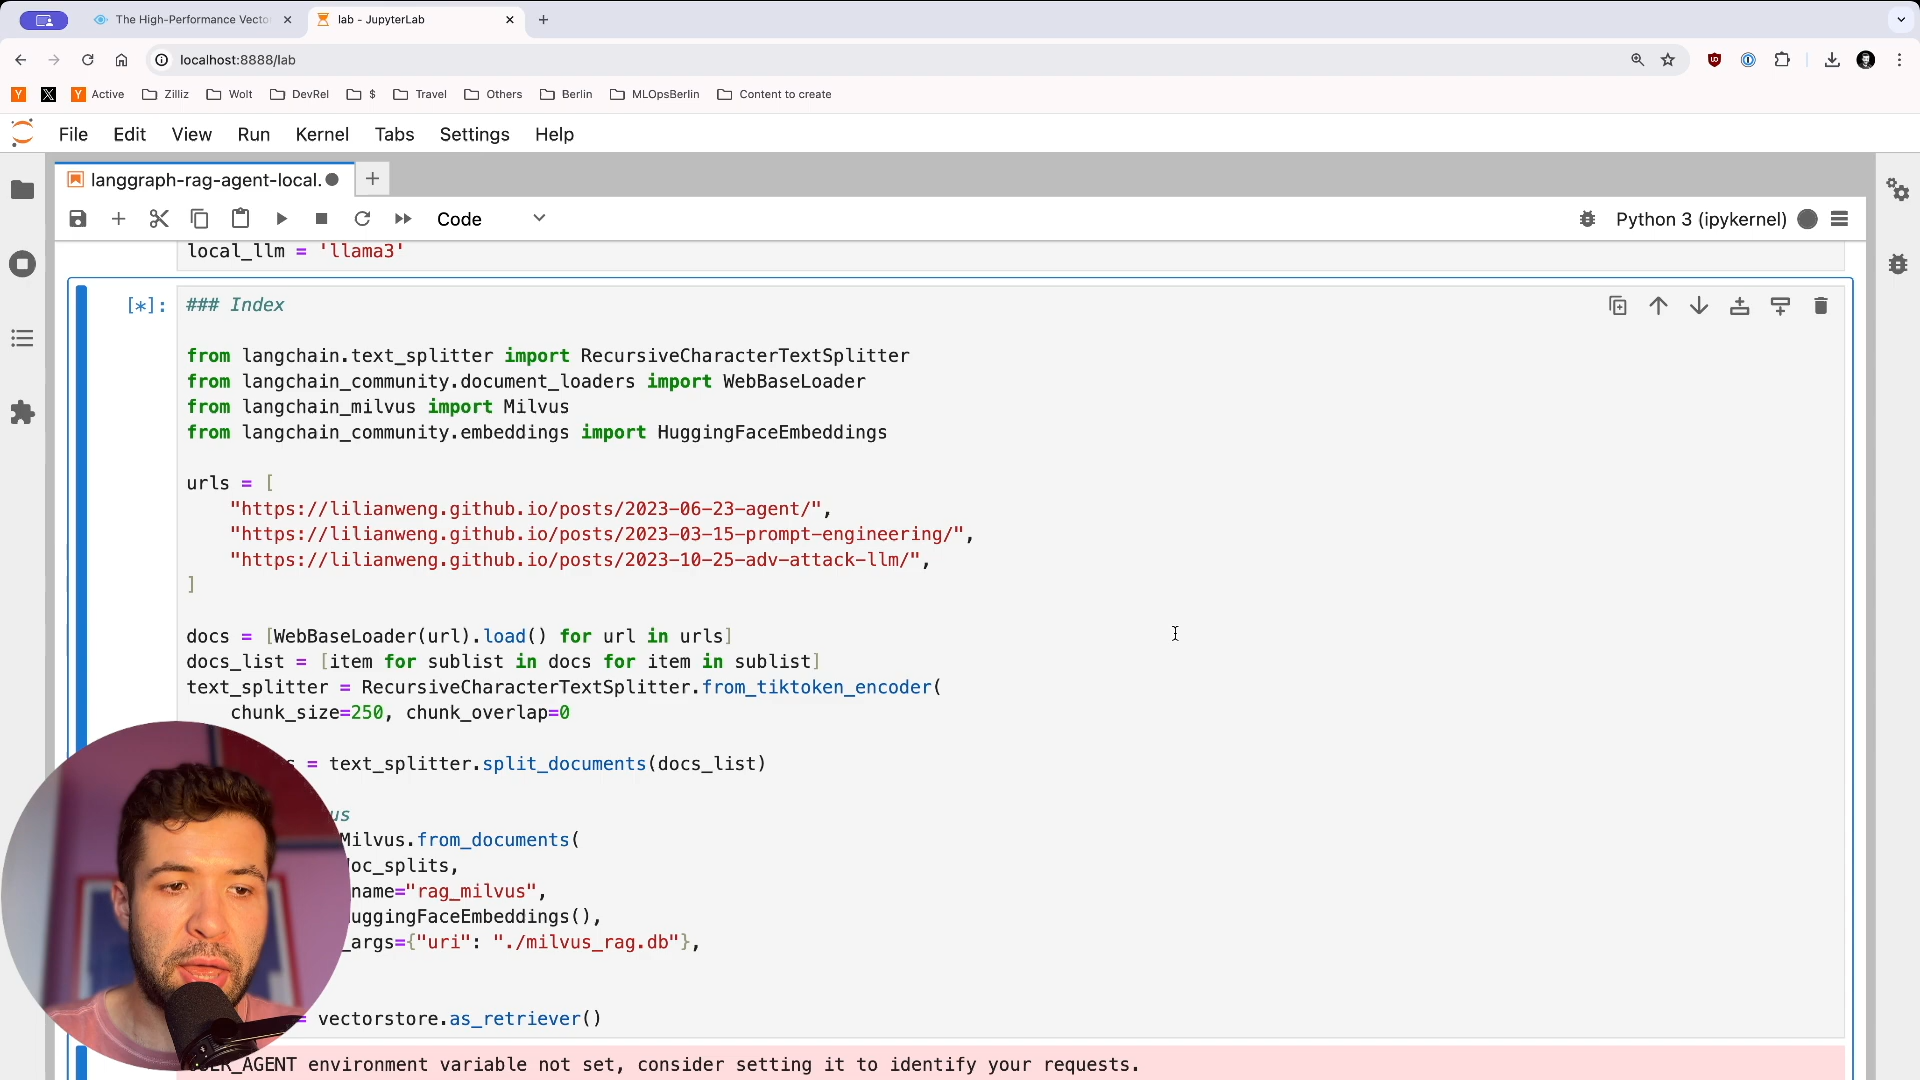 The High-Performance Vecto
lab - JupyterLab
localhost:8888/lab
Active
Zilliz
Wolt
DevRel
$
Travel
Others
Berlin
MLOpsBerlin
Content to create
File Edit View Run Kernel Tabs Settings Help
langgraph-rag-agent-local.
Code
Python 3 (ipykernel)
local_llm = 'llama3'
[*]:
### Index
from langchain.text_splitter import RecursiveCharacterTextSplitter
from langchain_community.document_loaders import WebBaseLoader
from langchain_milvus import Milvus
from langchain_community.embeddings import HuggingFaceEmbeddings
urls = [
"https://lilianweng.github.io/posts/2023-06-23-agent/",
"https://lilianweng.github.io/posts/2023-03-15-prompt-engineering/",
"https://lilianweng.github.io/posts/2023-10-25-adv-attack-llm/",
]
docs = [WebBaseLoader(url).load() for url in urls]
docs_list = [item for sublist in docs for item in sublist]
text_splitter = RecursiveCharacterTextSplitter.from_tiktoken_encoder(
chunk_size=250, chunk_overlap=0
s = text_splitter.split_documents(docs_list)
us
Milvus.from_documents(
oc_splits,
name="rag_milvus",
uggingFaceEmbeddings(),
_args={"uri": "./milvus_rag.db"},
= vectorstore.as_retriever()
ER_AGENT environment variable not set, consider setting it to identify your requests.